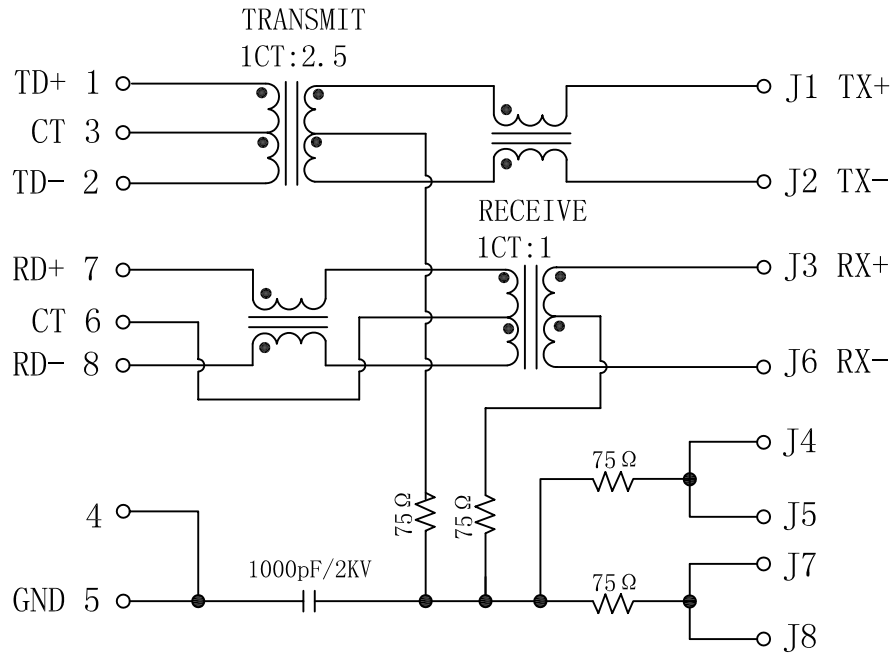 TRANSMIT
1CT:2.5
TD+ 1
CT 3
TD- 2
J1 TX+
J2 TX-
RECEIVE
1CT:1
RD+ 7
CT 6
RD- 8
J3 RX+
J6 RX-
75Ω
75Ω
75Ω
J4
J5
4
1000pF/2KV
GND 5
75Ω
J7
J8